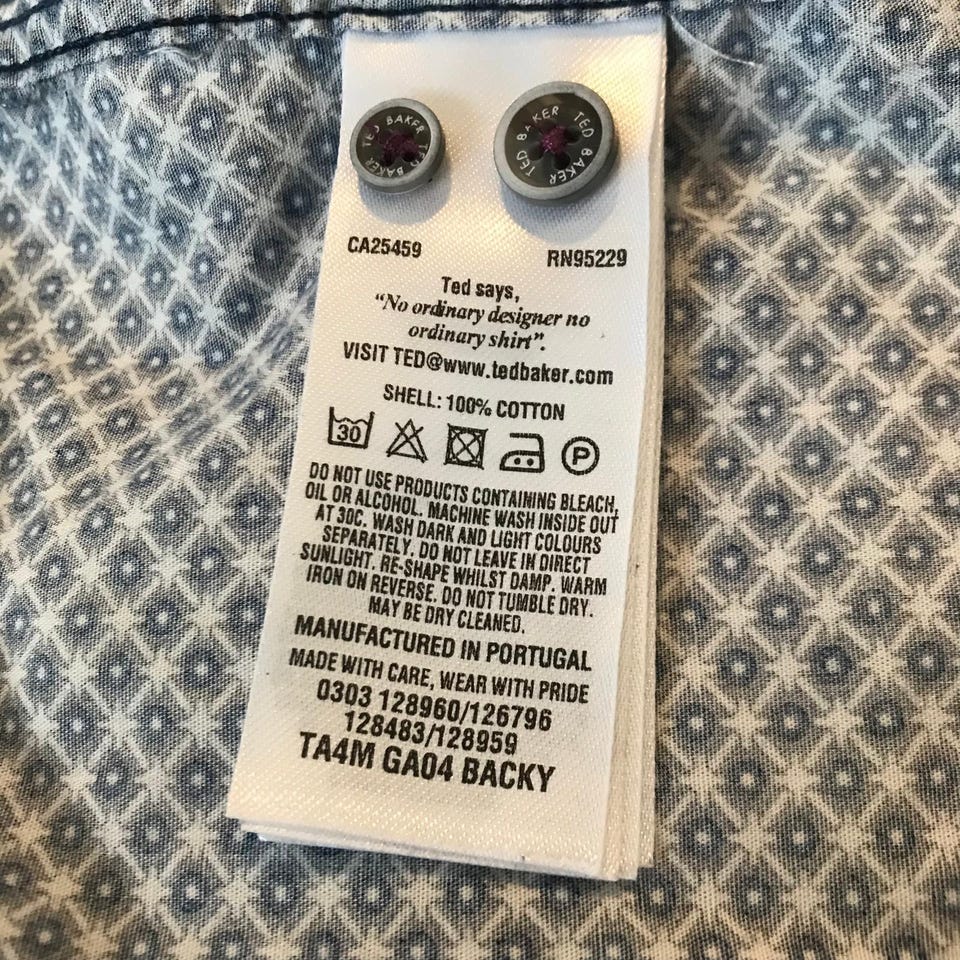 TED BAKER TED
TED BAKER TED BAKER
CA25459
RN95229
Ted says,
“No ordinary designer no
ordinary shirt”.
VISIT TED@www.tedbaker.com
SHELL: 100% COTTON
30
P
DO NOT USE PRODUCTS CONTAINING BLEACH,
OIL OR ALCOHOL. MACHINE WASH INSIDE OUT
AT 30C. WASH DARK AND LIGHT COLOURS
SEPARATELY. DO NOT LEAVE IN DIRECT
SUNLIGHT. RE-SHAPE WHILST DAMP. WARM
IRON ON REVERSE. DO NOT TUMBLE DRY.
MAY BE DRY CLEANED.
MANUFACTURED IN PORTUGAL
MADE WITH CARE, WEAR WITH PRIDE
0303 128960/126796
128483/128959
TA4M GA04 BACKY